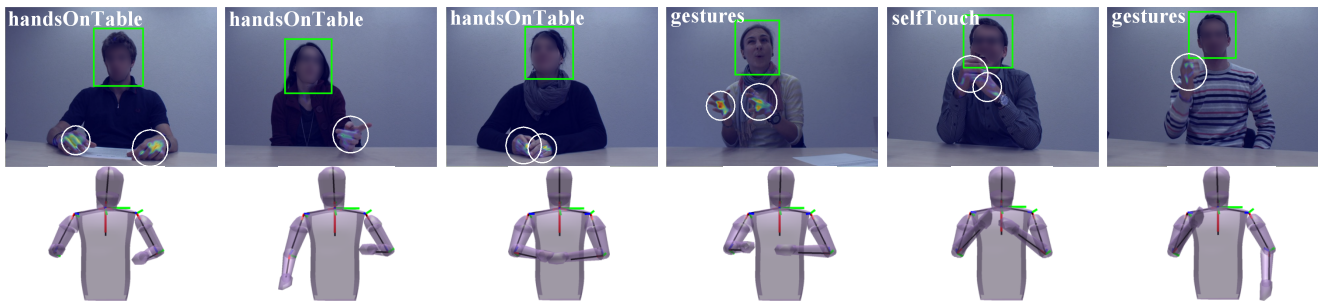 handsOnTable
handsOnTable
handsOnTable
gestures
selfTouch
gestures